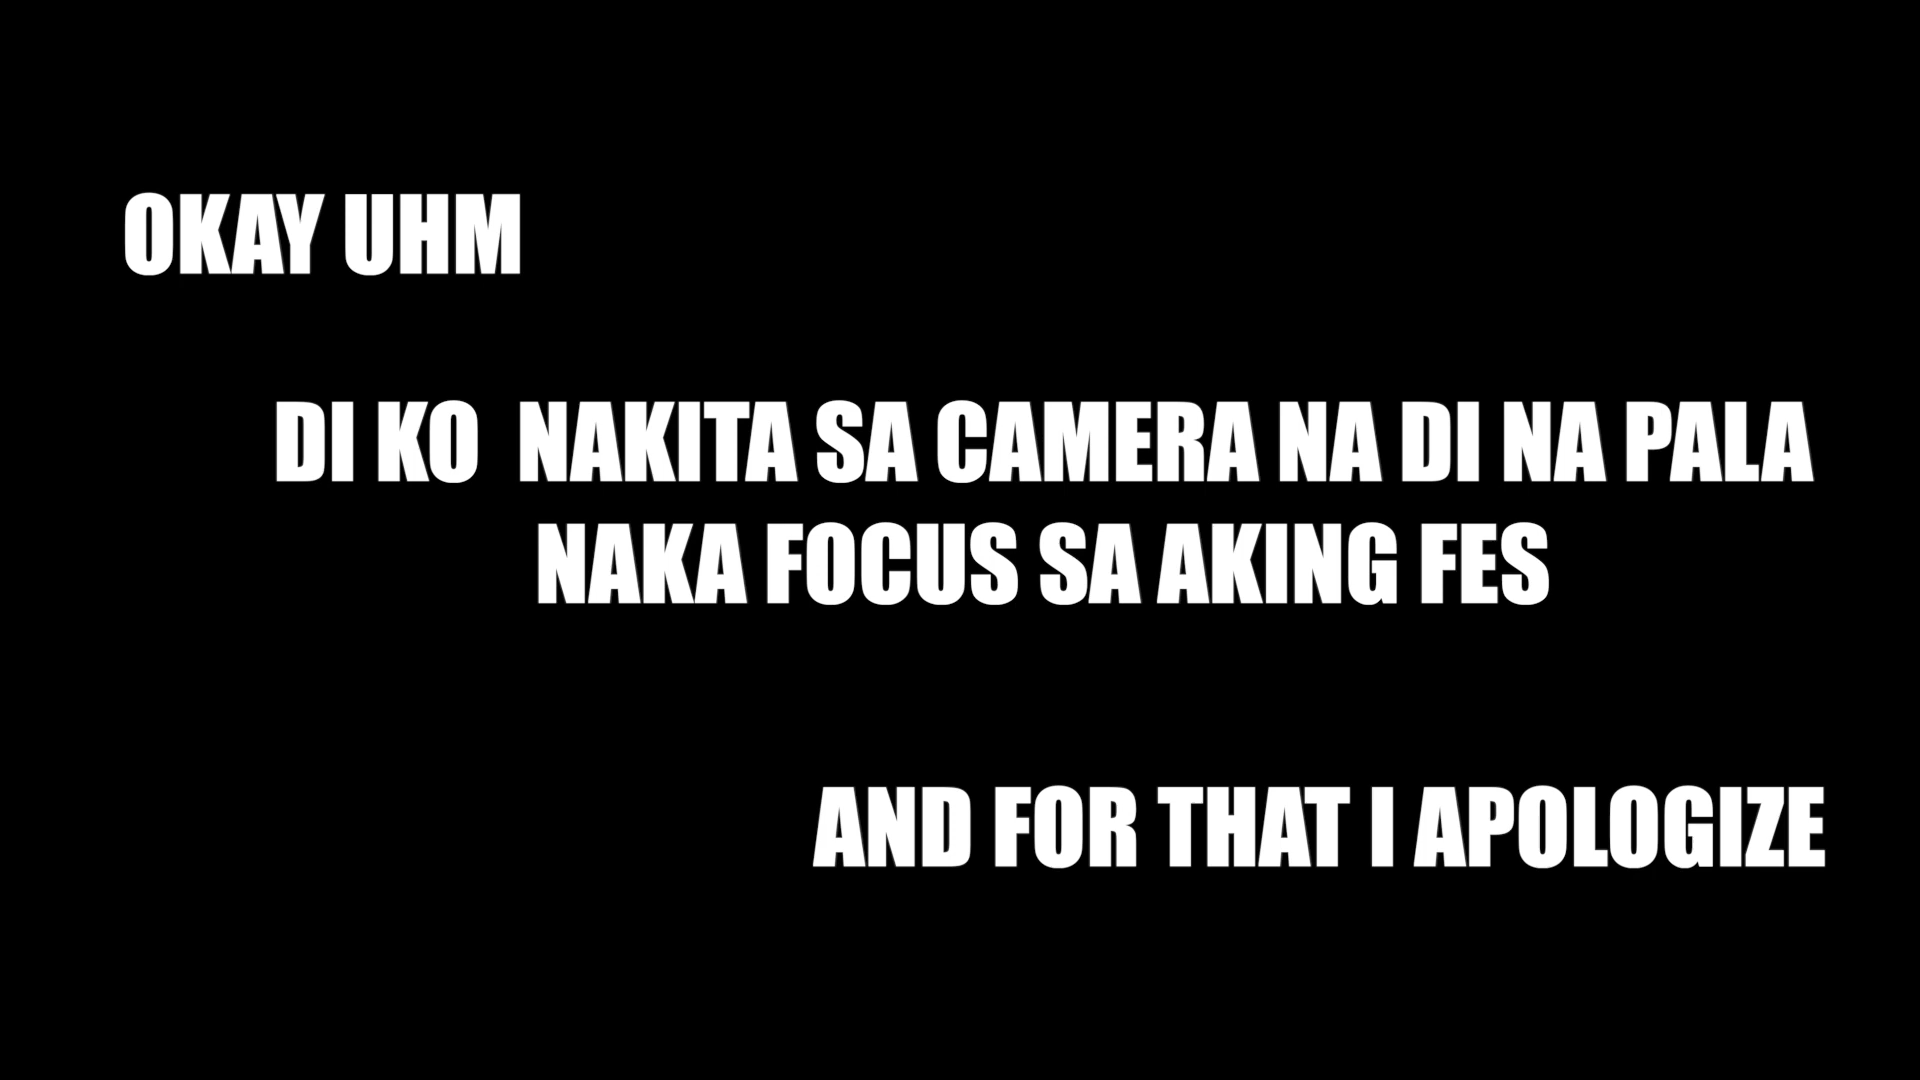 OKAY UHM
DI KO  NAKITA SA CAMERA NA DI NA PALA
NAKA FOCUS SA AKING FES
AND FOR THAT I APOLOGIZE